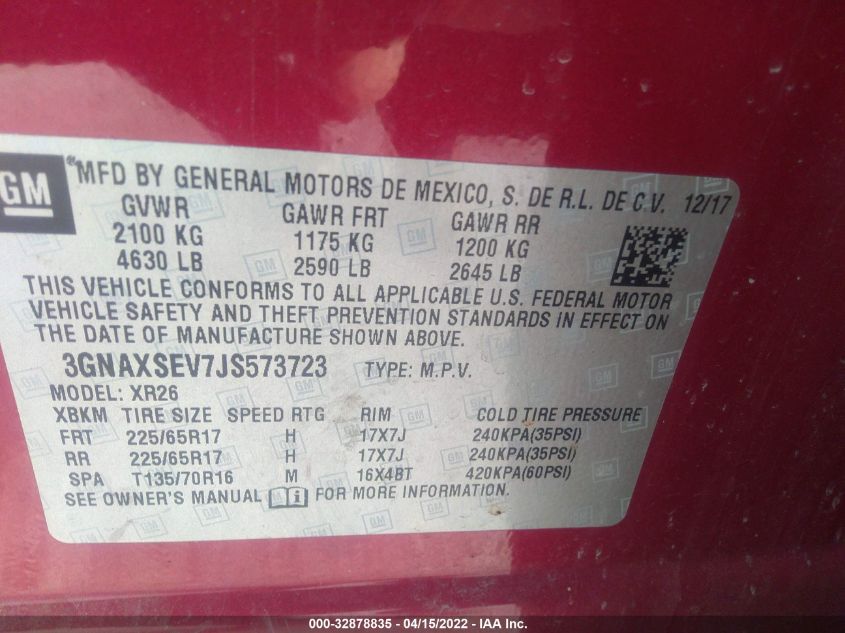 GM
®MFD BY GENERAL MOTORS DE MEXICO, S. DE R.L. DE C.V. 12/17
GVWR GAWR FRT GAWR RR
2100 KG 1175 KG 1200 KG
4630 LB 2590 LB 2645 LB
THIS VEHICLE CONFORMS TO ALL APPLICABLE U.S. FEDERAL MOTOR
VEHICLE SAFETY AND THEFT PREVENTION STANDARDS IN EFFECT ON
THE DATE OF MANUFACTURE SHOWN ABOVE.
3GNAXSEV7JS573723 TYPE: M.P.V.
MODEL: XR26
XBKM TIRE SIZE SPEED RTG RIM COLD TIRE PRESSURE
FRT 225/65R17 H 17X7J 240KPA(35PSI)
RR 225/65R17 H 17X7J 240KPA(35PSI)
SPA T135/70R16 M 16X4BT 420KPA(60PSI)
SEE OWNER'S MANUAL FOR MORE INFORMATION.
000-32878835 - 04/15/2022 - IAA Inc.